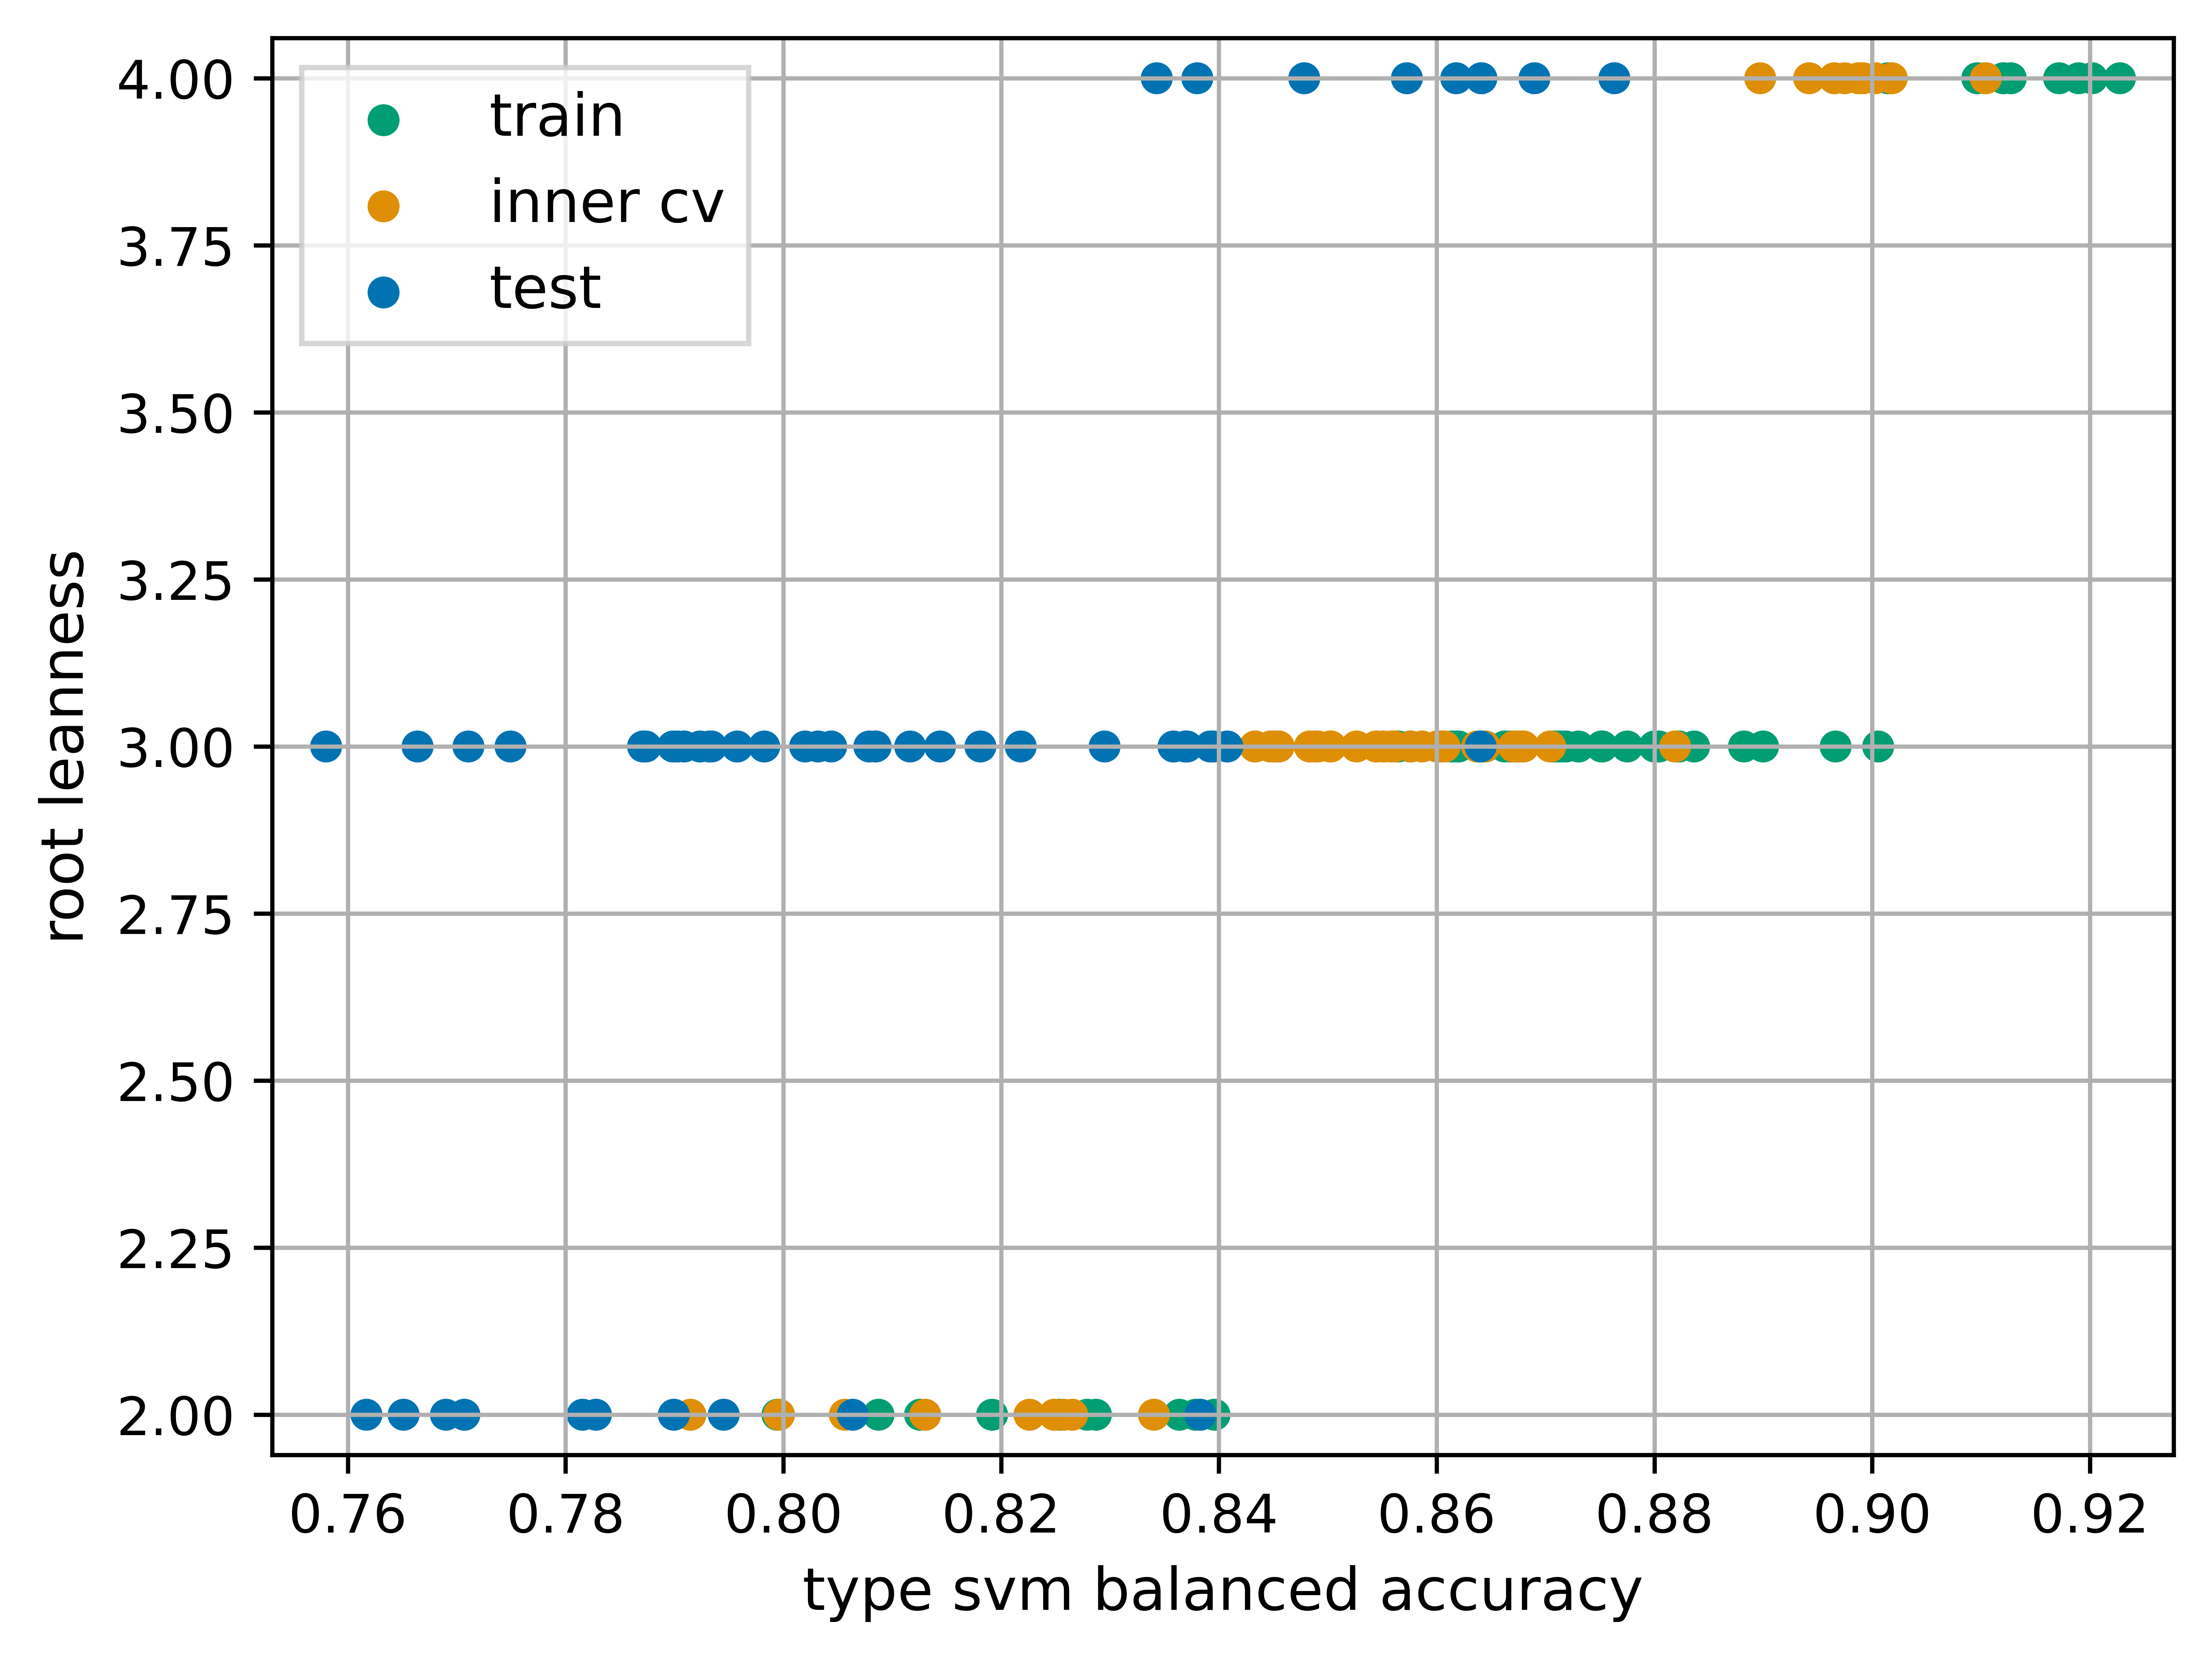 4.00
3.75
3.50
3.25
3.00
2.75
2.50
2.25
2.00
root leanness
train
inner cv
test
0.76 0.78 0.80 0.82 0.84 0.86 0.88 0.90 0.92
type svm balanced accuracy